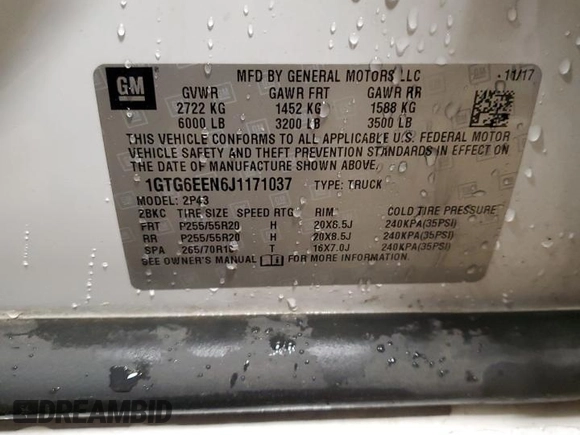 GM
MFD BY GENERAL MOTORS LLC 11/17
GVWR GAWR FRT GAWR RR
2722 KG 1452 KG 1588 KG
6000 LB 3200 LB 3500 LB
THIS VEHICLE CONFORMS TO ALL APPLICABLE U.S. FEDERAL MOTOR
VEHICLE SAFETY AND THEFT PREVENTION STANDARDS IN EFFECT ON
THE DATE OF MANUFACTURE SHOWN ABOVE.
1GTG6EEN6J1171037 TYPE: TRUCK
MODEL: 2P43
2BKC TIRE SIZE SPEED RTG RIM COLD TIRE PRESSURE
FRT P255/55R20 H 20X8.5J 240KPA(35PSI)
RR P255/55R20 H 20X8.5J 240KPA(35PSI)
SPA 265/70R16 T 16X7.0J 240KPA(35PSI)
SEE OWNER'S MANUAL FOR MORE INFORMATION.
DREAMBID